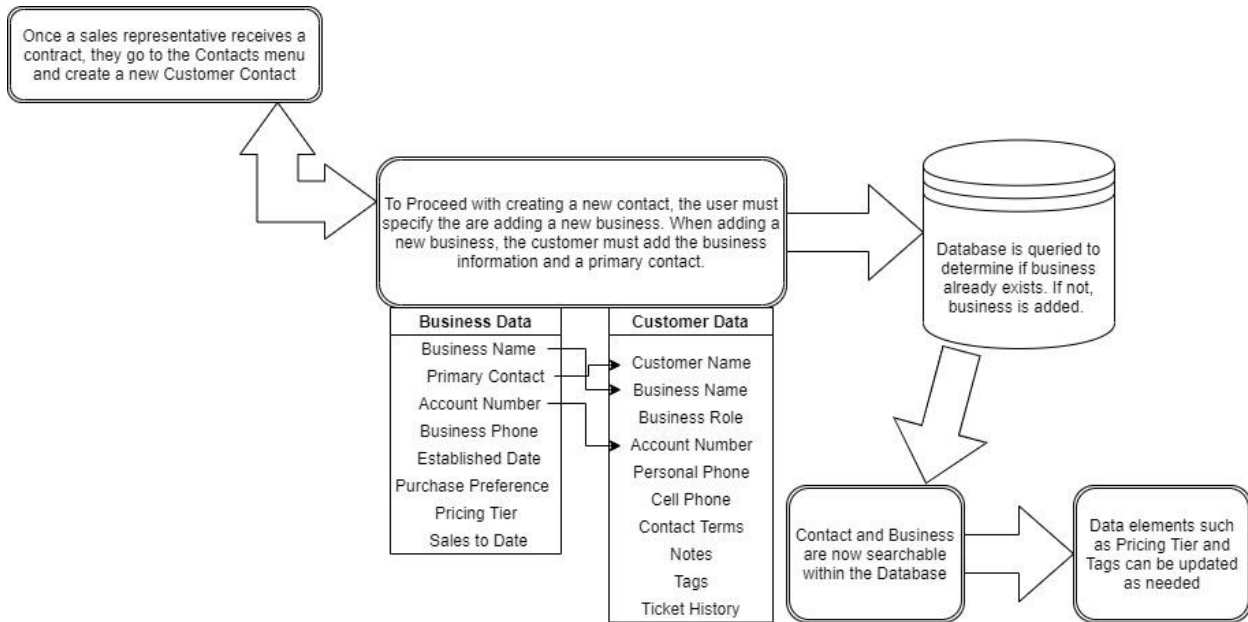 Once a sales representative receives a
contract, they go to the Contacts menu
and create a new Customer Contact
To Proceed with creating a new contact, the user must
specify the are adding a new business. When adding a
new business, the customer must add the business
information and a primary contact.
Database is queried to
determine if business
already exists. If not,
business is added.
Business Data
Business Name
Primary Contact
Account Number
Business Phone
Established Date
Purchase Preference
Pricing Tier
Sales to Date
Customer Data
Customer Name
Business Name
Business Role
Account Number
Personal Phone
Cell Phone
Contact Terms
Notes
Tags
Ticket History
Contact and Business
are now searchable
within the Database
Data elements such
as Pricing Tier and
Tags can be updated
as needed